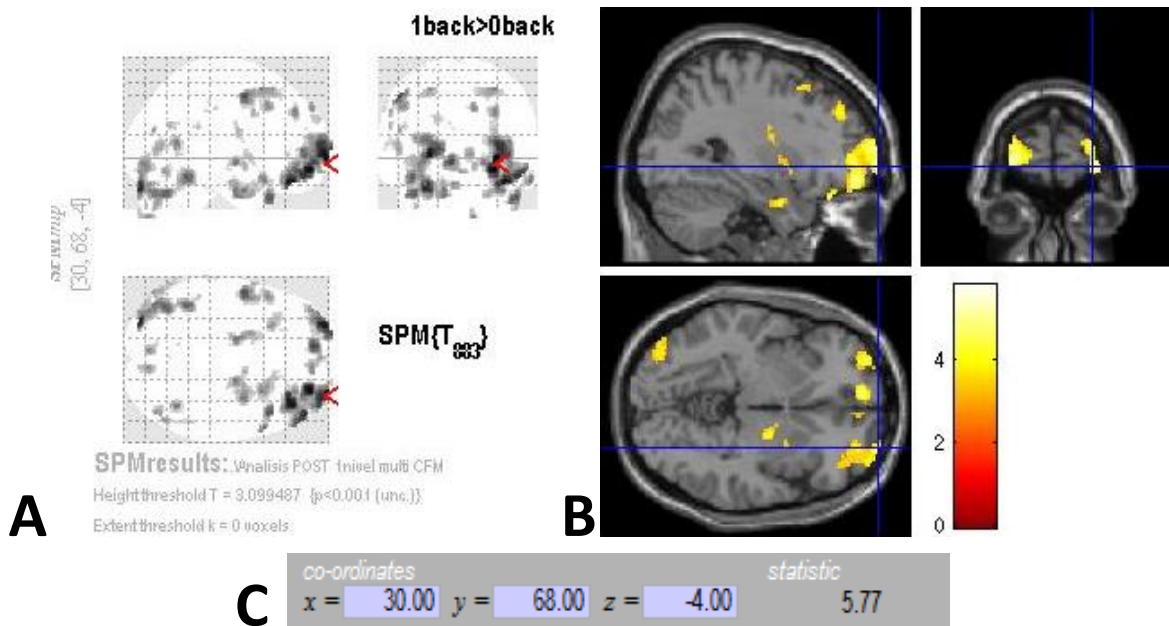 1back>0back
SPMmip
[30, 68, -4]
SPM{T883}
SPMresults: .\Analisis POST 1nivel multi CFM
Height threshold T = 3.099487 {p<0.001 (unc.)}
Extent threshold k = 0 voxels
A
B
4
2
0
C
co-ordinates
statistic
x = 30.00 y = 68.00 z = -4.00 5.77